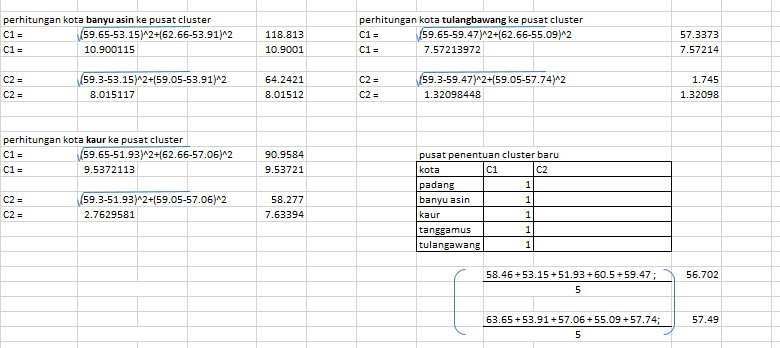 perhitungan kota banyu asin ke pusat cluster
C1 = √(59.65-53.15)^2+(62.66-53.91)^2 118.813
C1 = 10.900115 10.9001
C2 = √(59.3-53.15)^2+(59.05-53.91)^2 64.2421
C2 = 8.015117 8.01512
perhitungan kota tulangbawang ke pusat cluster
C1 = √(59.65-59.47)^2+(62.66-55.09)^2 57.3373
C1 = 7.57213972 7.57214
C2 = √(59.3-59.47)^2+(59.05-57.74)^2 1.745
C2 = 1.32098448 1.32098
perhitungan kota kaur ke pusat cluster
C1 = √(59.65-51.93)^2+(62.66-57.06)^2 90.9584
C1 = 9.5372113 9.53721
C2 = √(59.3-51.93)^2+(59.05-57.06)^2 58.277
C2 = 2.7629581 7.63394
pusat penentuan cluster baru
kota C1 C2
padang 1
banyu asin 1
kaur 1
tanggamus 1
tulangawang 1
58.46+53.15+51.93+60.5+59.47 ; 56.702
5
63.65+53.91+57.06+55.09+57.74; 57.49
5